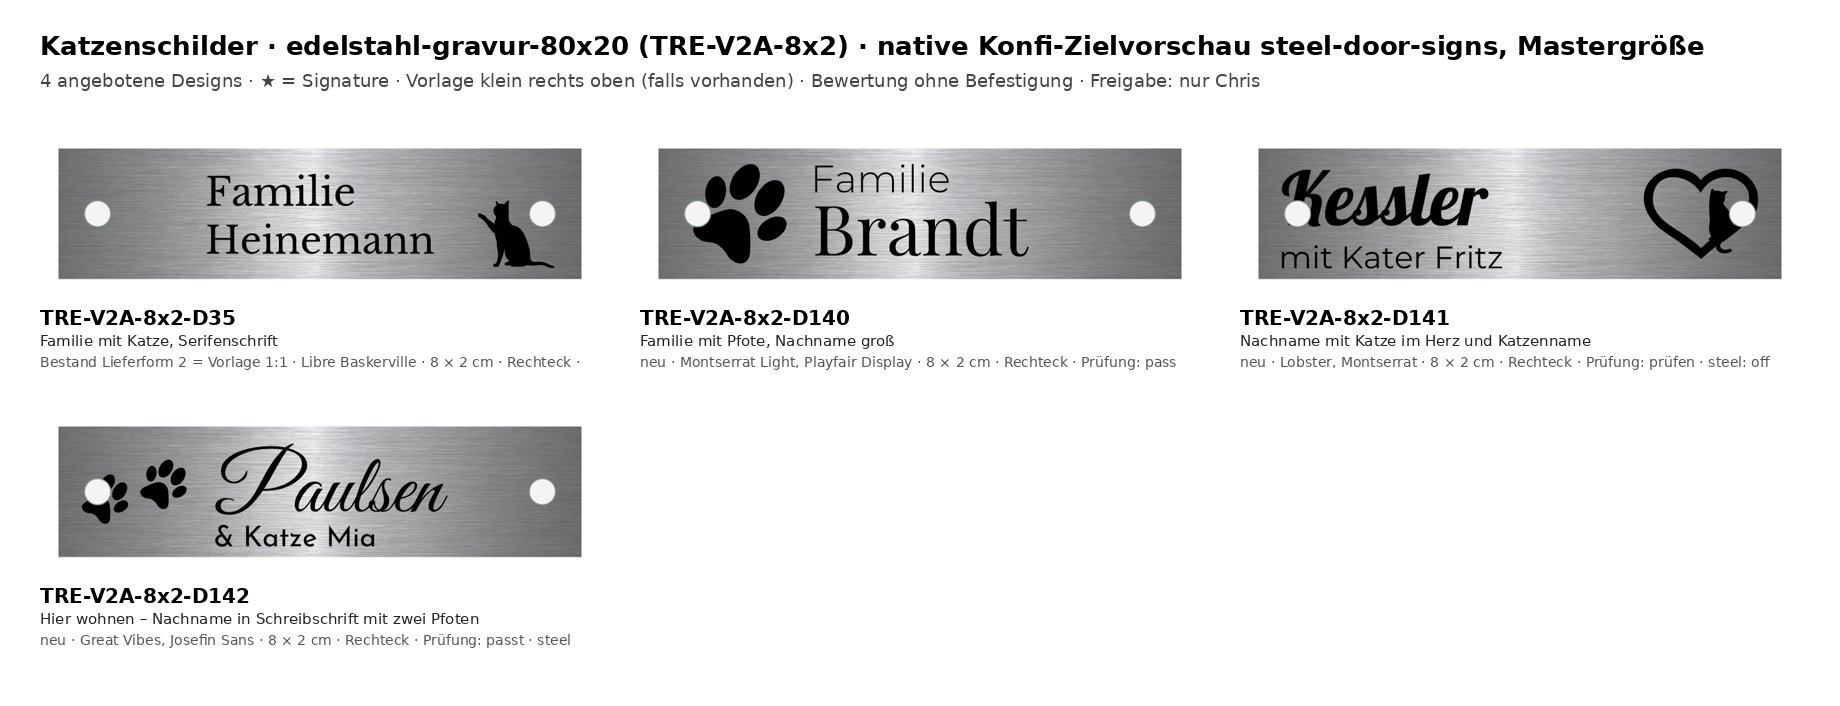 Katzenschilder · edelstahl-gravur-80x20 (TRE-V2A-8x2) · native Konfi-Zielvorschau steel-door-signs, Mastergröße
4 angebotene Designs · ★ = Signature · Vorlage klein rechts oben (falls vorhanden) · Bewertung ohne Befestigung · Freigabe: nur Chris
Familie
Heinemann
TRE-V2A-8x2-D35
Familie mit Katze, Serifenschrift
Bestand Lieferform 2 = Vorlage 1:1 · Libre Baskerville · 8 × 2 cm · Rechteck ·
Familie
Brandt
TRE-V2A-8x2-D140
Familie mit Pfote, Nachname groß
neu · Montserrat Light, Playfair Display · 8 × 2 cm · Rechteck · Prüfung: pass
Kessler
mit Kater Fritz
TRE-V2A-8x2-D141
Nachname mit Katze im Herz und Katzenname
neu · Lobster, Montserrat · 8 × 2 cm · Rechteck · Prüfung: prüfen · steel: off
Paulsen
& Katze Mia
TRE-V2A-8x2-D142
Hier wohnen – Nachname in Schreibschrift mit zwei Pfoten
neu · Great Vibes, Josefin Sans · 8 × 2 cm · Rechteck · Prüfung: passt · steel